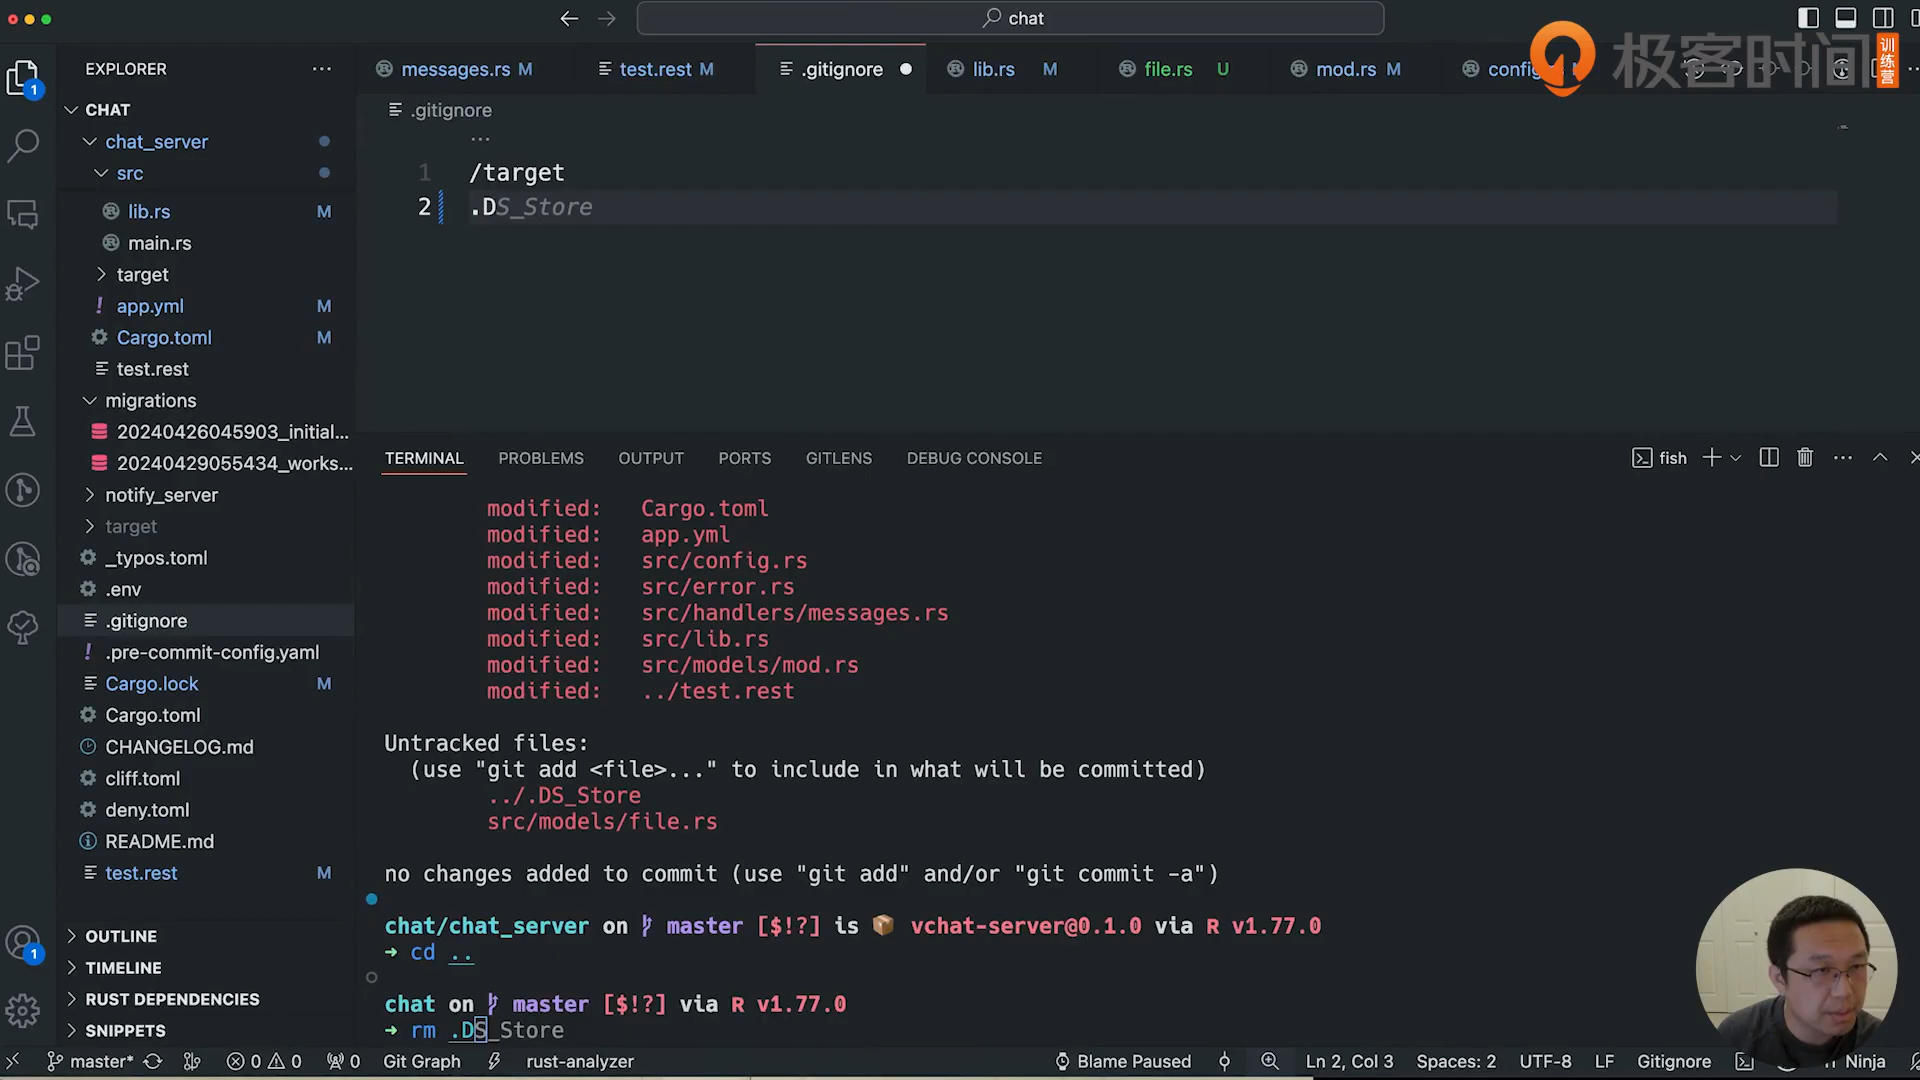 chat
极客时间 训练营
EXPLORER
messages.rs M
test.rest M
.gitignore
lib.rs M
file.rs U
mod.rs M
config
CHAT
.gitignore
chat_server
src
1 /target
2 .DS_Store
lib.rs M
main.rs
target
app.yml M
Cargo.toml M
test.rest
migrations
20240426045903_initial...
20240429055434_works...
notify_server
target
_typos.toml
.env
.gitignore
.pre-commit-config.yaml
Cargo.lock M
Cargo.toml
CHANGELOG.md
cliff.toml
deny.toml
README.md
test.rest M
OUTLINE
TIMELINE
RUST DEPENDENCIES
SNIPPETS
TERMINAL PROBLEMS OUTPUT PORTS GITLENS DEBUG CONSOLE
fish
modified: Cargo.toml
modified: app.yml
modified: src/config.rs
modified: src/error.rs
modified: src/handlers/messages.rs
modified: src/lib.rs
modified: src/models/mod.rs
modified: ../test.rest
Untracked files:
(use "git add <file>..." to include in what will be committed)
../.DS_Store
src/models/file.rs
no changes added to commit (use "git add" and/or "git commit -a")
chat/chat_server on master [$!?] is 📦 vchat-server@0.1.0 via R v1.77.0
➜ cd ..
chat on master [$!?] via R v1.77.0
➜ rm .DS_Store
1
1
master* 0 0 0 Git Graph rust-analyzer Blame Paused Ln 2, Col 3 Spaces: 2 UTF-8 LF Gitignore Ninja